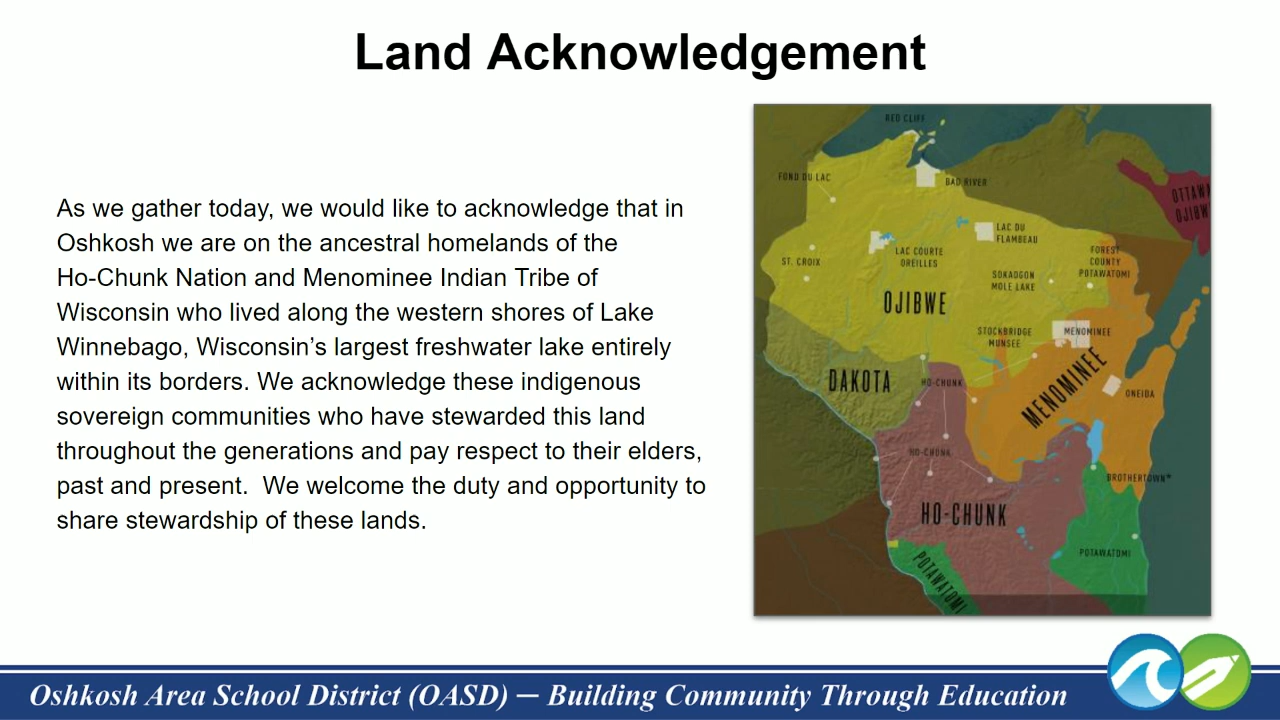 Land Acknowledgement
As we gather today, we would like to acknowledge that in
Oshkosh we are on the ancestral homelands of the
Ho-Chunk Nation and Menominee Indian Tribe of
Wisconsin who lived along the western shores of Lake
Winnebago, Wisconsin’s largest freshwater lake entirely
within its borders. We acknowledge these indigenous
sovereign communities who have stewarded this land
throughout the generations and pay respect to their elders,
past and present.  We welcome the duty and opportunity to
share stewardship of these lands.
RED CLIFF
FOND DU LAC
BAD RIVER
OTTAWA
OJIBW
LAC DU
FLAMBEAU
LAC COURTE
OREILLES
ST. CROIX
FOREST
COUNTY
POTAWATOMI
SOKAOGON
MOLE LAKE
OJIBWE
STOCKBRIDGE
MUNSEE
MENOMINEE
DAKOTA
HO-CHUNK
MENOMINEE
ONEIDA
HO-CHUNK
BROTHERTOWN*
HO-CHUNK
POTAWATOMI
POTAWATOMI
Oshkosh Area School District (OASD) — Building Community Through Education